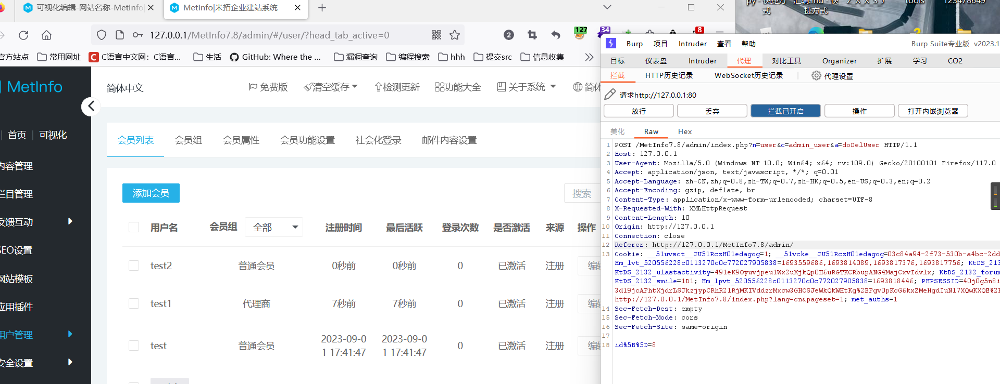 可视化编辑-网站名称-MetInfo
MetInfo|米拓企业建站系统
127.0.0.1/MetInfo7.8/admin/#/user/?head_tab_active=0
2
127
34
8
官方站点
常用网址
C语言中文网：C语言...
生活
GitHub: Where the ...
漏洞查询
编程搜索
hhh
提交src
信息收集
MetInfo
简体中文
免费版
清空缓存
检测更新
功能大全
关于系统
简体
首页
可视化
内容管理
栏目管理
反馈互动
SEO设置
网站模板
应用插件
用户管理
安全设置
会员列表
会员组
会员属性
会员功能设置
社会化登录
邮件内容设置
添加会员
搜索
用户名
会员组
全部
注册时间
最后活跃
登录次数
是否激活
来源
操作
test2
普通会员
0秒前
0秒前
0
已激活
注册
编辑
test1
代理商
7秒前
7秒前
0
已激活
注册
编辑
test
普通会员
2023-09-0
1 17:41:47
2023-09-0
1 17:41:47
0
已激活
注册
编辑
式
捷方式
tools
123478649
Burp
项目
Intruder
查看
帮助
Burp Suite专业版 v2023.1
目标
仪表盘
Intruder
代理
对比工具
Organizer
扩展
学习
CO2
拦截
HTTP历史记录
WebSocket历史记录
代理设置
请求http://127.0.0.1:80
放行
丢弃
拦截已开启
操作
打开内嵌浏览器
美化
Raw
Hex
1 POST /MetInfo7.8/admin/index.php?n=user&c=admin_user&a=doDelUser HTTP/1.1
2 Host: 127.0.0.1
3 User-Agent: Mozilla/5.0 (Windows NT 10.0; Win64; x64; rv:109.0) Gecko/20100101 Firefox/117.0
4 Accept: application/json, text/javascript, */*; q=0.01
5 Accept-Language: zh-CN,zh;q=0.8,zh-TW;q=0.7,zh-HK;q=0.5,en-US;q=0.3,en;q=0.2
6 Accept-Encoding: gzip, deflate, br
7 Content-Type: application/x-www-form-urlencoded; charset=UTF-8
8 X-Requested-With: XMLHttpRequest
9 Content-Length: 10
10 Origin: http://127.0.0.1
11 Connection: close
12 Referer: http://127.0.0.1/MetInfo7.8/admin/
13 Cookie: __51uvsct__JU51RczH01edagog=1; __51vcke__JU51RczH01edagog=03c84a94-2f73-530b-a4bc-2dd
Hm_lvt_520556228c0113270c0c772027905838=1693559686,1693814089,1693817376,1693817756; KtDS_213
KtDS_2132_ulastactivity=491eK9Oyuvjpeu1Wx2uXjkQpOH6uRGTKCRbupANG4MajCxvIdvlx; KtDS_2132_forum
KtDS_2132_smile=1D1; Hm_lpvt_520556228c0113270c0c772027905838=1693818446; PHPSESSID=40j0g5n8i
3d19jcAFhtXjdrLSJkzjypCRhR21RjMKIVddzrMxcw3GHOSJeWkQkWHtKg%2BFgvOpKcG6kxZMeHgdIuN17XQwKXQE%2
http://127.0.0.1/MetInfo7.8/index.php?lang=cn&pageset=1; met_auths=1
14 Sec-Fetch-Dest: empty
15 Sec-Fetch-Mode: cors
16 Sec-Fetch-Site: same-origin
17
18 id%5B%5D=8